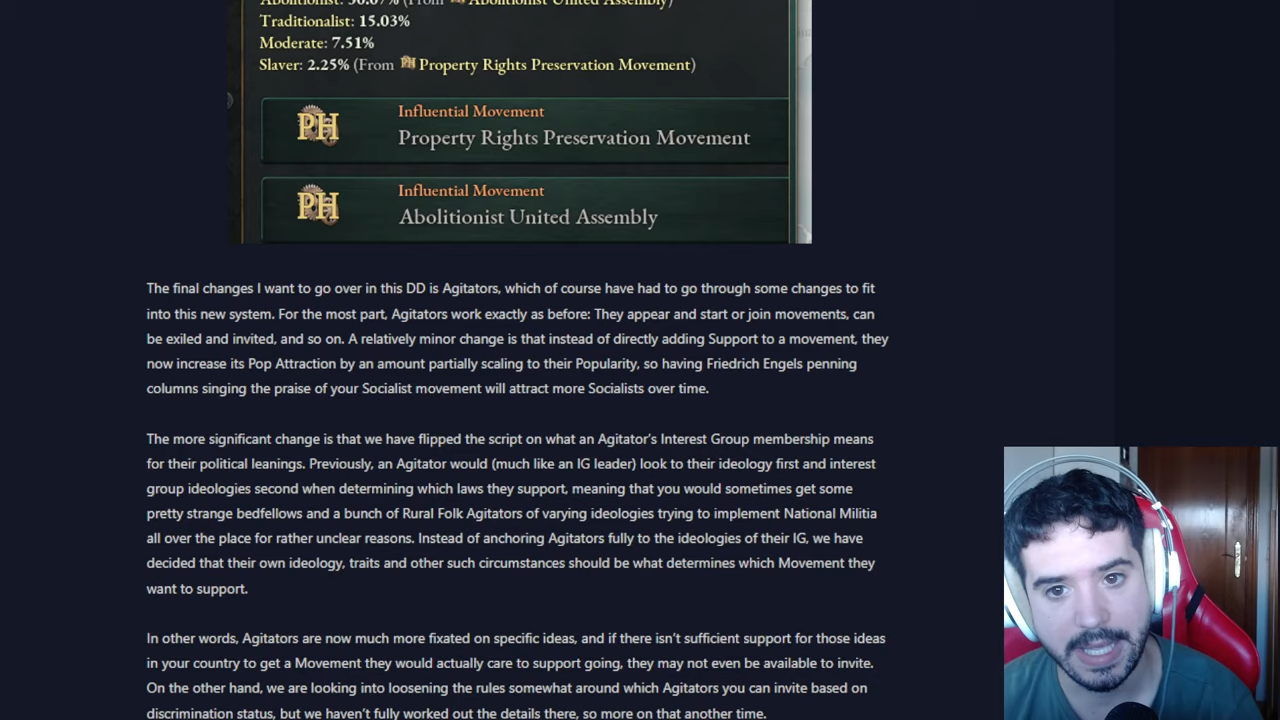 Abolitionist: 30.07% (From PH Abolitionist United Assembly)
Traditionalist: 15.03%
Moderate: 7.51%
Slaver: 2.25% (From PH Property Rights Preservation Movement)
PH
Influential Movement
Property Rights Preservation Movement
PH
Influential Movement
Abolitionist United Assembly
The final changes I want to go over in this DD is Agitators, which of course have had to go through some changes to fit
into this new system. For the most part, Agitators work exactly as before: They appear and start or join movements, can
be exiled and invited, and so on. A relatively minor change is that instead of directly adding Support to a movement, they
now increase its Pop Attraction by an amount partially scaling to their Popularity, so having Friedrich Engels penning
columns singing the praise of your Socialist movement will attract more Socialists over time.
The more significant change is that we have flipped the script on what an Agitator’s Interest Group membership means
for their political leanings. Previously, an Agitator would (much like an IG leader) look to their ideology first and interest
group ideologies second when determining which laws they support, meaning that you would sometimes get some
pretty strange bedfellows and a bunch of Rural Folk Agitators of varying ideologies trying to implement National Militia
all over the place for rather unclear reasons. Instead of anchoring Agitators fully to the ideologies of their IG, we have
decided that their own ideology, traits and other such circumstances should be what determines which Movement they
want to support.
In other words, Agitators are now much more fixated on specific ideas, and if there isn’t sufficient support for those ideas
in your country to get a Movement they would actually care to support going, they may not even be available to invite.
On the other hand, we are looking into loosening the rules somewhat around which Agitators you can invite based on
discrimination status, but we haven’t fully worked out the details there, so more on that another time.